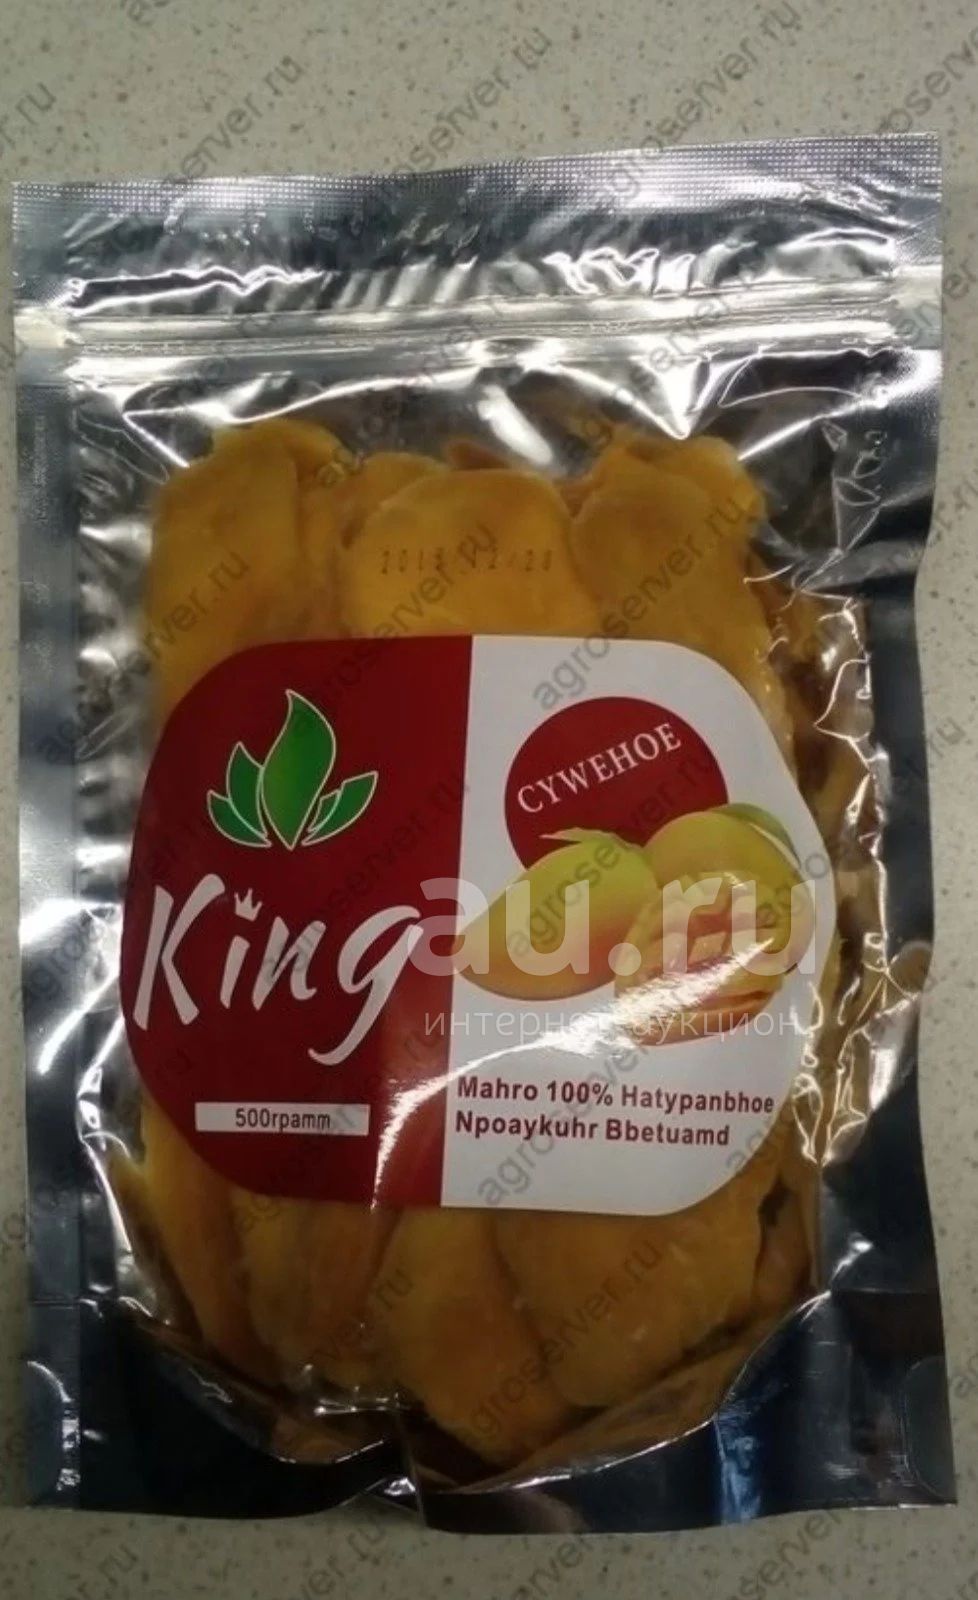 CYWEHOE
King
500rpamm
Mahro 100% Hatypanbhoe
Npoaykuhr Bbetuamd
au.ru
интернет аукцион
agroserver.ru